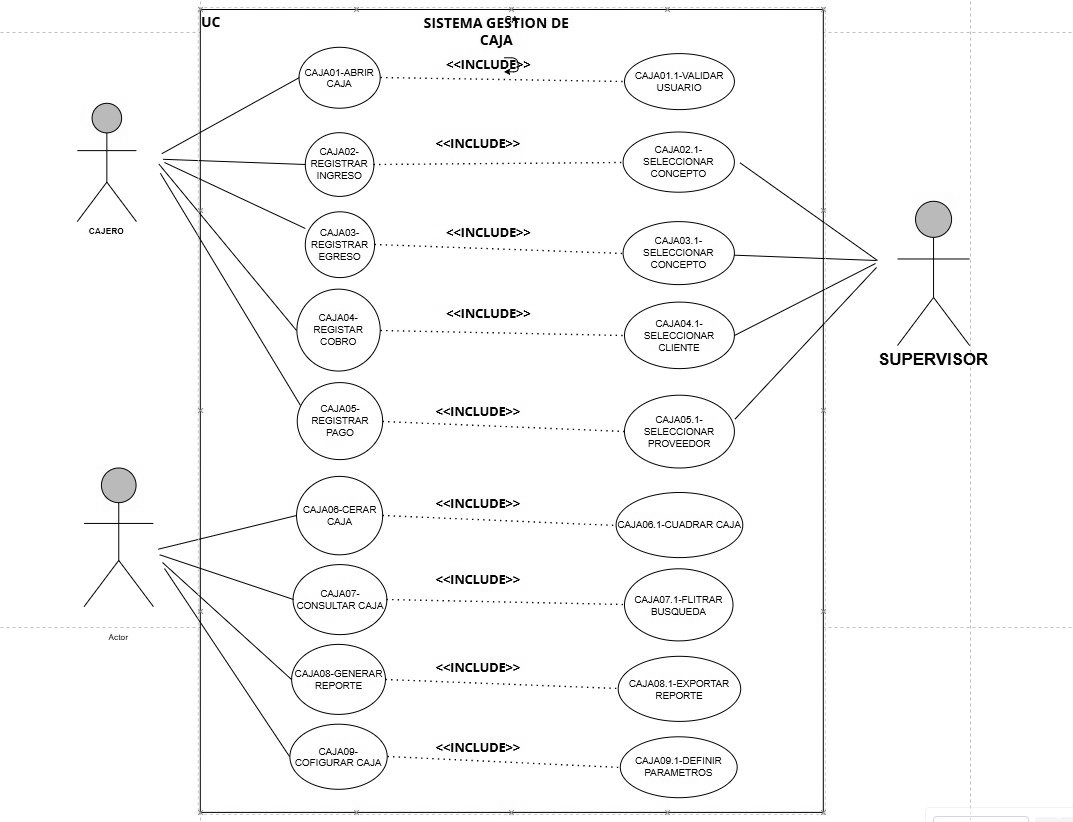 UC
SISTEMA GESTION DE
CAJA
CAJA01-ABRIR
CAJA
<<INCLUDE>>
CAJA01.1-VALIDAR
USUARIO
CAJERO
CAJA02-
REGISTRAR
INGRESO
<<INCLUDE>>
CAJA02.1-
SELECCIONAR
CONCEPTO
CAJA03-
REGISTRAR
EGRESO
<<INCLUDE>>
CAJA03.1-
SELECCIONAR
CONCEPTO
CAJA04-
REGISTAR
COBRO
<<INCLUDE>>
CAJA04.1-
SELECCIONAR
CLIENTE
SUPERVISOR
CAJA05-
REGISTRAR
PAGO
<<INCLUDE>>
CAJA05.1-
SELECCIONAR
PROVEEDOR
CAJA06-CERAR
CAJA
<<INCLUDE>>
CAJA06.1-CUADRAR CAJA
CAJA07-
CONSULTAR CAJA
<<INCLUDE>>
CAJA07.1-FLITRAR
BUSQUEDA
Actor
CAJA08-GENERAR
REPORTE
<<INCLUDE>>
CAJA08.1-EXPORTAR
REPORTE
CAJA09-
COFIGURAR CAJA
<<INCLUDE>>
CAJA09.1-DEFINIR
PARAMETROS